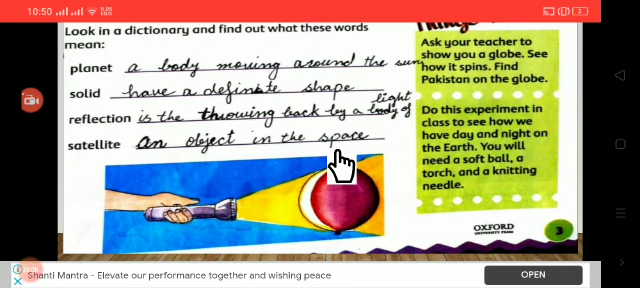 10:50
Look in a dictionary and find out what these words
mean:
planet a body moving around the sun
solid have a definite shape
light
reflection is the throwing back by a body of
satellite an object in the space
Things
Ask your teacher to
show you a globe. See
how it spins. Find
Pakistan on the globe.
Do this experiment in
class to see how we
have day and night on
the Earth. You will
need a soft ball, a
torch, and a knitting
needle.
OXFORD
UNIVERSITY PRESS
3
Shanti Mantra - Elevate our performance together and wishing peace
OPEN